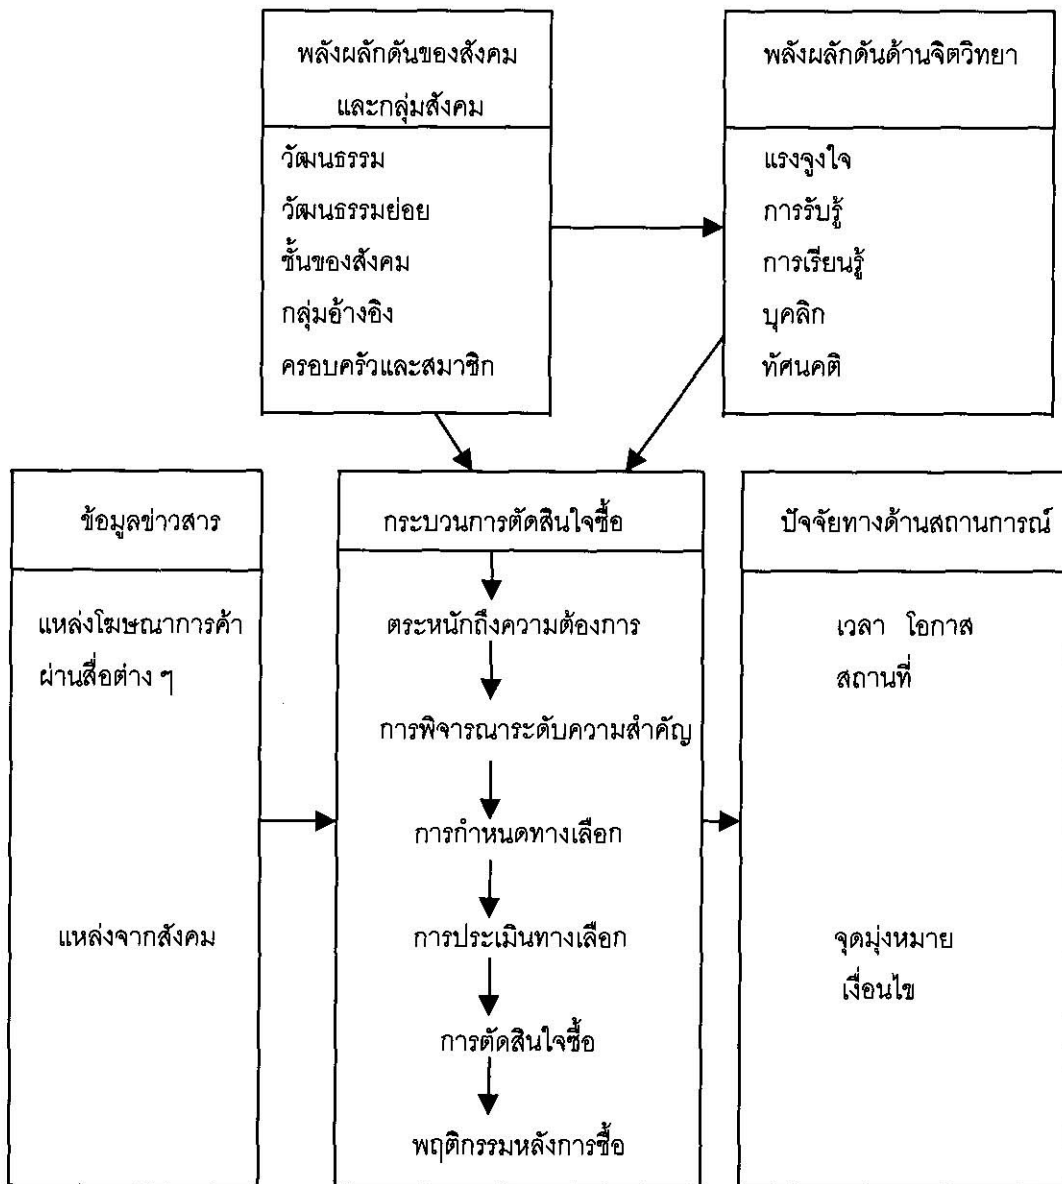 พลังผลักดันของสังคม
และกลุ่มสังคม
วัฒนธรรม
วัฒนธรรมย่อย
ชั้นของสังคม
กลุ่มอ้างอิง
ครอบครัวและสมาชิก
พลังผลักดันด้านจิตวิทยา
แรงจูงใจ
การรับรู้
การเรียนรู้
บุคลิก
ทัศนคติ
ข้อมูลข่าวสาร
แหล่งโฆษณาการค้า
ผ่านสื่อต่าง ๆ
แหล่งจากสังคม
กระบวนการตัดสินใจซื้อ
ตระหนักถึงความต้องการ
การพิจารณาระดับความสำคัญ
การกำหนดทางเลือก
การประเมินทางเลือก
การตัดสินใจซื้อ
พฤติกรรมหลังการซื้อ
ปัจจัยทางด้านสถานการณ์
เวลา โอกาส
สถานที่
จุดมุ่งหมาย
เงื่อนไข